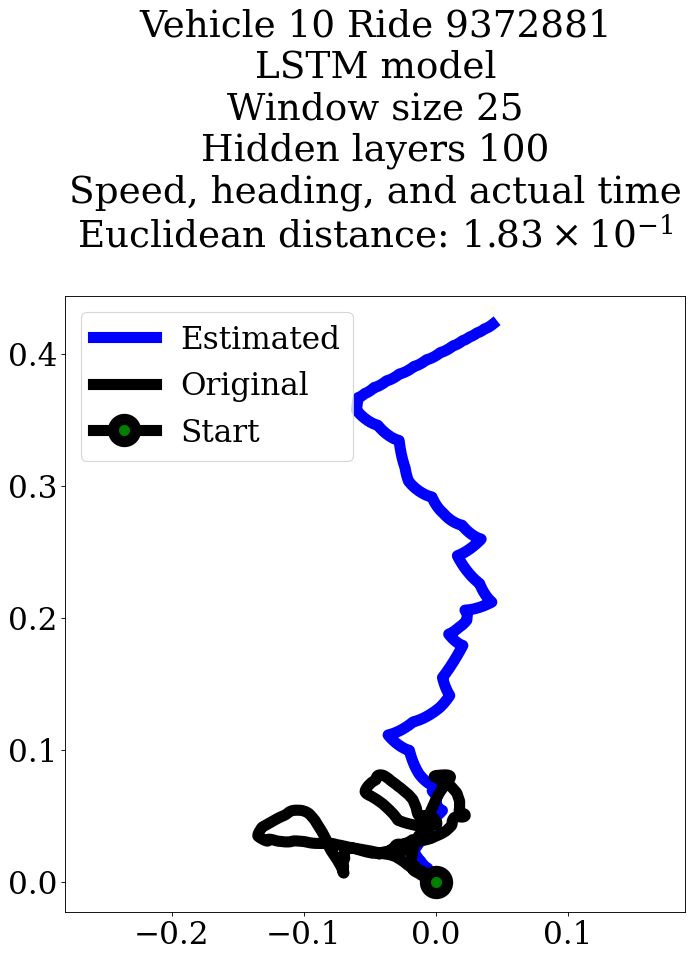 Vehicle 10 Ride 9372881
LSTM model
Window size 25
Hidden layers 100
Speed, heading, and actual time
Euclidean distance: 1.83 × 10⁻¹
Estimated
Original
Start
0.4
0.3
0.2
0.1
0.0
−0.2 −0.1 0.0 0.1